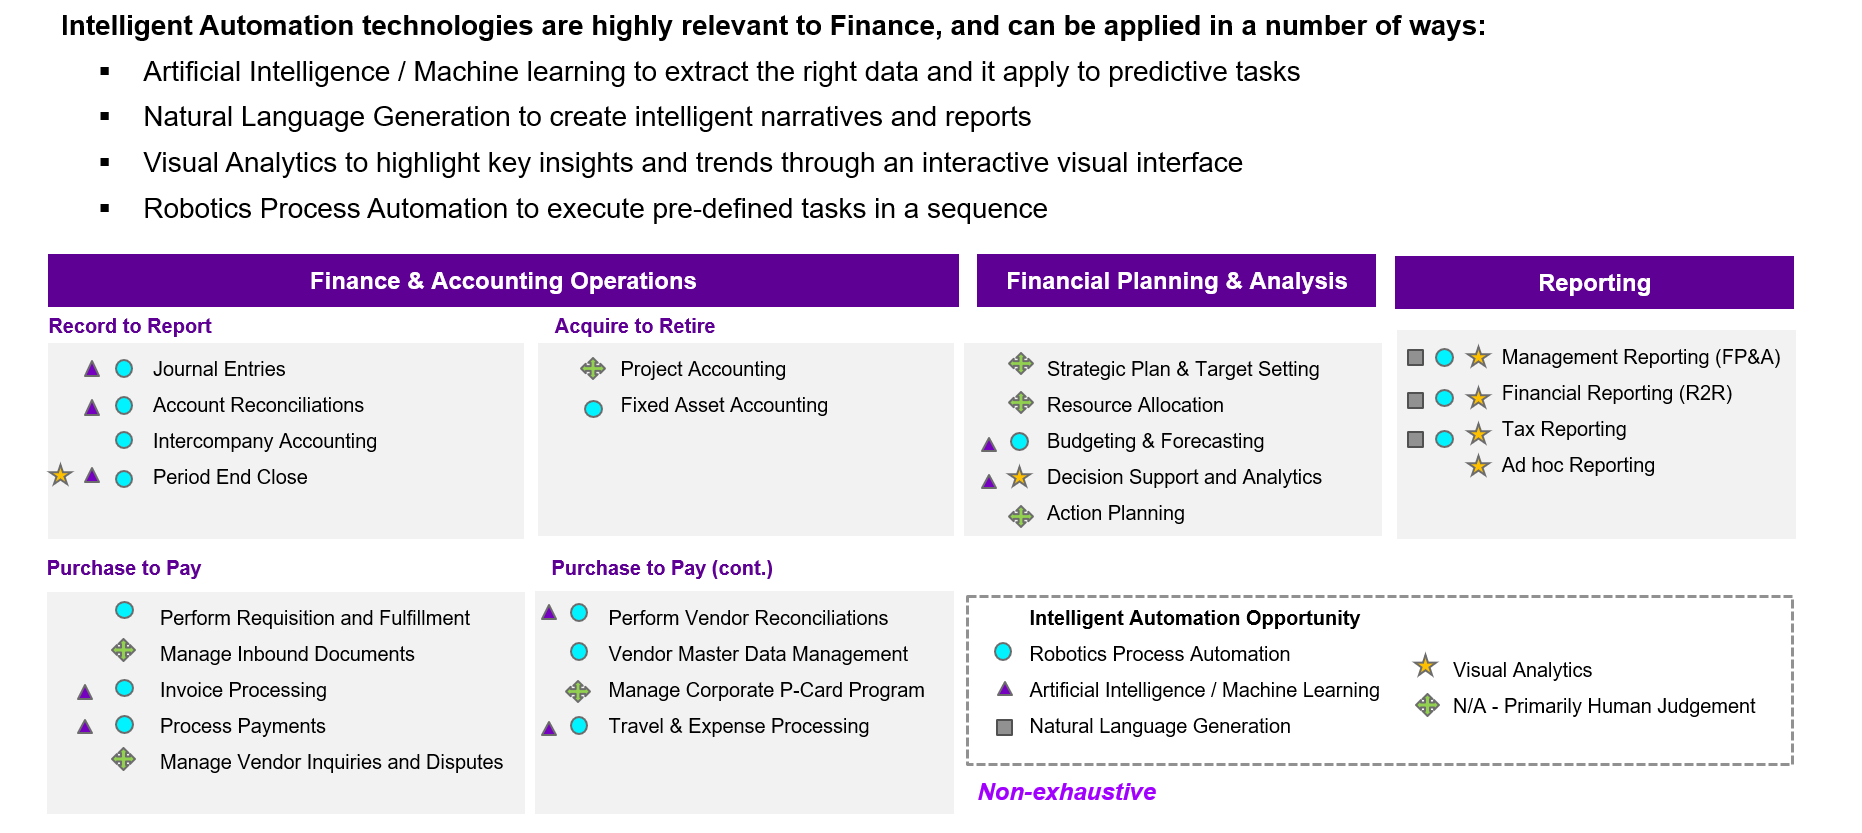 Intelligent Automation technologies are highly relevant to Finance, and can be applied in a number of ways:
▪ Artificial Intelligence / Machine learning to extract the right data and it apply to predictive tasks
▪ Natural Language Generation to create intelligent narratives and reports
▪ Visual Analytics to highlight key insights and trends through an interactive visual interface
▪ Robotics Process Automation to execute pre-defined tasks in a sequence
Finance & Accounting Operations
Record to Report
Journal Entries
Account Reconciliations
Intercompany Accounting
Period End Close
Acquire to Retire
Project Accounting
Fixed Asset Accounting
Purchase to Pay
Perform Requisition and Fulfillment
Manage Inbound Documents
Invoice Processing
Process Payments
Manage Vendor Inquiries and Disputes
Purchase to Pay (cont.)
Perform Vendor Reconciliations
Vendor Master Data Management
Manage Corporate P-Card Program
Travel & Expense Processing
Financial Planning & Analysis
Strategic Plan & Target Setting
Resource Allocation
Budgeting & Forecasting
Decision Support and Analytics
Action Planning
Reporting
Management Reporting (FP&A)
Financial Reporting (R2R)
Tax Reporting
Ad hoc Reporting
Intelligent Automation Opportunity
Robotics Process Automation
Artificial Intelligence / Machine Learning
Natural Language Generation
Visual Analytics
N/A - Primarily Human Judgement
Non-exhaustive